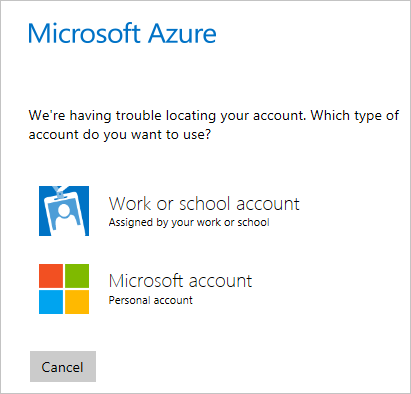 Microsoft Azure
We're having trouble locating your account. Which type of
account do you want to use?
Work or school account
Assigned by your work or school
Microsoft account
Personal account
Cancel